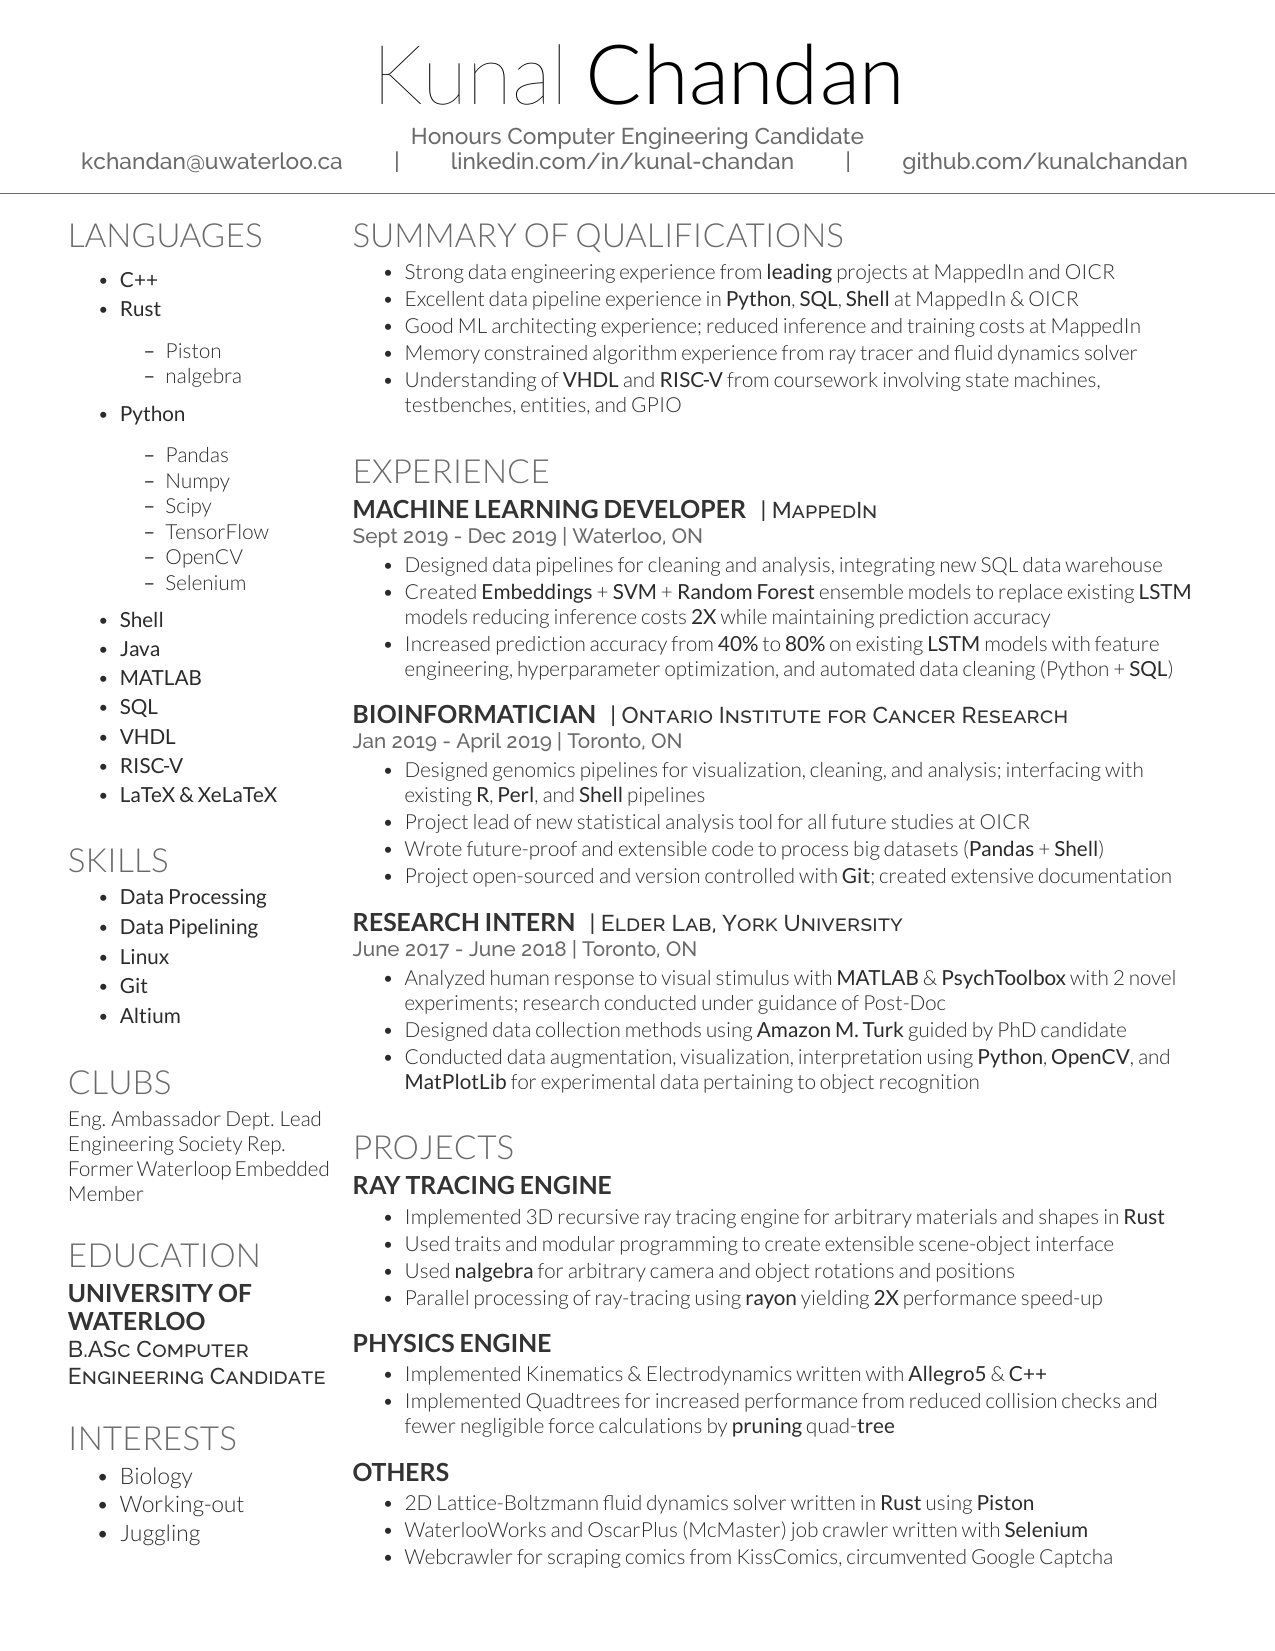 Kunal Chandan
Honours Computer Engineering Candidate
kchandan@uwaterloo.ca | linkedin.com/in/kunal-chandan | github.com/kunalchandan
LANGUAGES
• C++
• Rust
– Piston
– nalgebra
• Python
– Pandas
– Numpy
– Scipy
– TensorFlow
– OpenCV
– Selenium
• Shell
• Java
• MATLAB
• SQL
• VHDL
• RISC-V
• LaTeX & XeLaTeX
SKILLS
• Data Processing
• Data Pipelining
• Linux
• Git
• Altium
CLUBS
Eng. Ambassador Dept. Lead
Engineering Society Rep.
Former Waterloop Embedded
Member
EDUCATION
UNIVERSITY OF
WATERLOO
B.ASc Computer
Engineering Candidate
INTERESTS
• Biology
• Working-out
• Juggling
SUMMARY OF QUALIFICATIONS
• Strong data engineering experience from leading projects at MappedIn and OICR
• Excellent data pipeline experience in Python, SQL, Shell at MappedIn & OICR
• Good ML architecting experience; reduced inference and training costs at MappedIn
• Memory constrained algorithm experience from ray tracer and fluid dynamics solver
• Understanding of VHDL and RISC-V from coursework involving state machines,
testbenches, entities, and GPIO
EXPERIENCE
MACHINE LEARNING DEVELOPER | MappedIn
Sept 2019 - Dec 2019 | Waterloo, ON
• Designed data pipelines for cleaning and analysis, integrating new SQL data warehouse
• Created Embeddings + SVM + Random Forest ensemble models to replace existing LSTM
models reducing inference costs 2X while maintaining prediction accuracy
• Increased prediction accuracy from 40% to 80% on existing LSTM models with feature
engineering, hyperparameter optimization, and automated data cleaning (Python + SQL)
BIOINFORMATICIAN | Ontario Institute for Cancer Research
Jan 2019 - April 2019 | Toronto, ON
• Designed genomics pipelines for visualization, cleaning, and analysis; interfacing with
existing R, Perl, and Shell pipelines
• Project lead of new statistical analysis tool for all future studies at OICR
• Wrote future-proof and extensible code to process big datasets (Pandas + Shell)
• Project open-sourced and version controlled with Git; created extensive documentation
RESEARCH INTERN | Elder Lab, York University
June 2017 - June 2018 | Toronto, ON
• Analyzed human response to visual stimulus with MATLAB & PsychToolbox with 2 novel
experiments; research conducted under guidance of Post-Doc
• Designed data collection methods using Amazon M. Turk guided by PhD candidate
• Conducted data augmentation, visualization, interpretation using Python, OpenCV, and
MatPlotLib for experimental data pertaining to object recognition
PROJECTS
RAY TRACING ENGINE
• Implemented 3D recursive ray tracing engine for arbitrary materials and shapes in Rust
• Used traits and modular programming to create extensible scene-object interface
• Used nalgebra for arbitrary camera and object rotations and positions
• Parallel processing of ray-tracing using rayon yielding 2X performance speed-up
PHYSICS ENGINE
• Implemented Kinematics & Electrodynamics written with Allegro5 & C++
• Implemented Quadtrees for increased performance from reduced collision checks and
fewer negligible force calculations by pruning quad-tree
OTHERS
• 2D Lattice-Boltzmann fluid dynamics solver written in Rust using Piston
• WaterlooWorks and OscarPlus (McMaster) job crawler written with Selenium
• Webcrawler for scraping comics from KissComics, circumvented Google Captcha